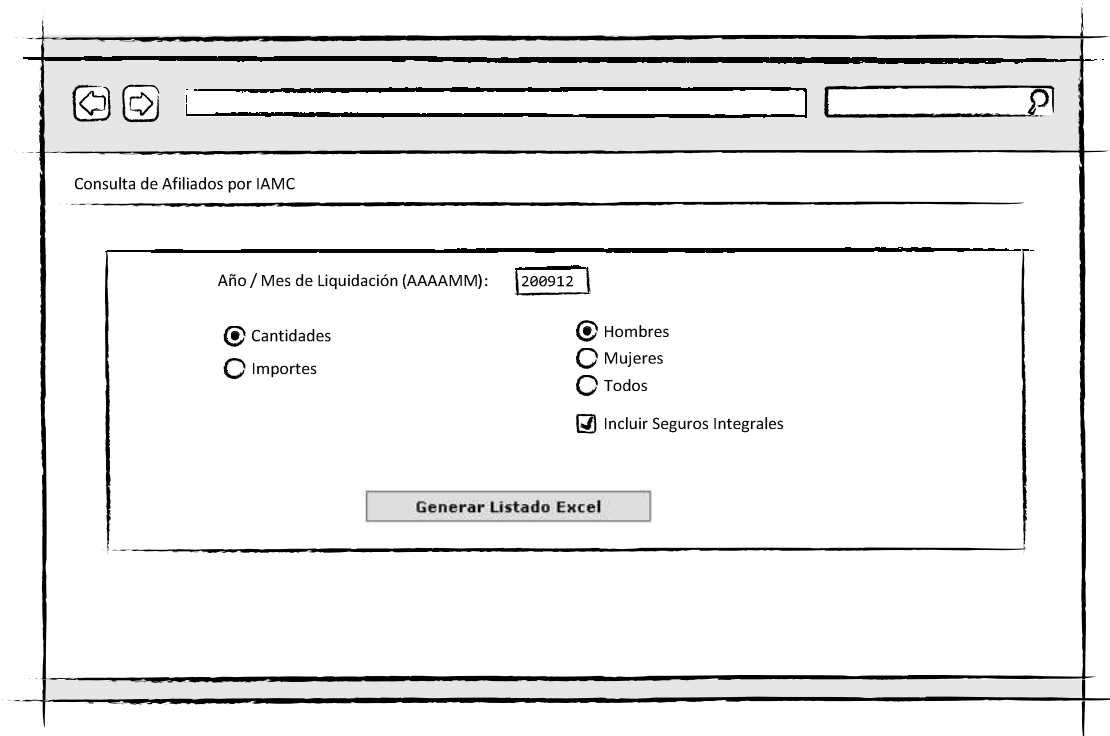 Consulta de Afiliados por IAMC
Año / Mes de Liquidación (AAAAMM): 200912
Cantidades
Importes
Hombres
Mujeres
Todos
Incluir Seguros Integrales
Generar Listado Excel